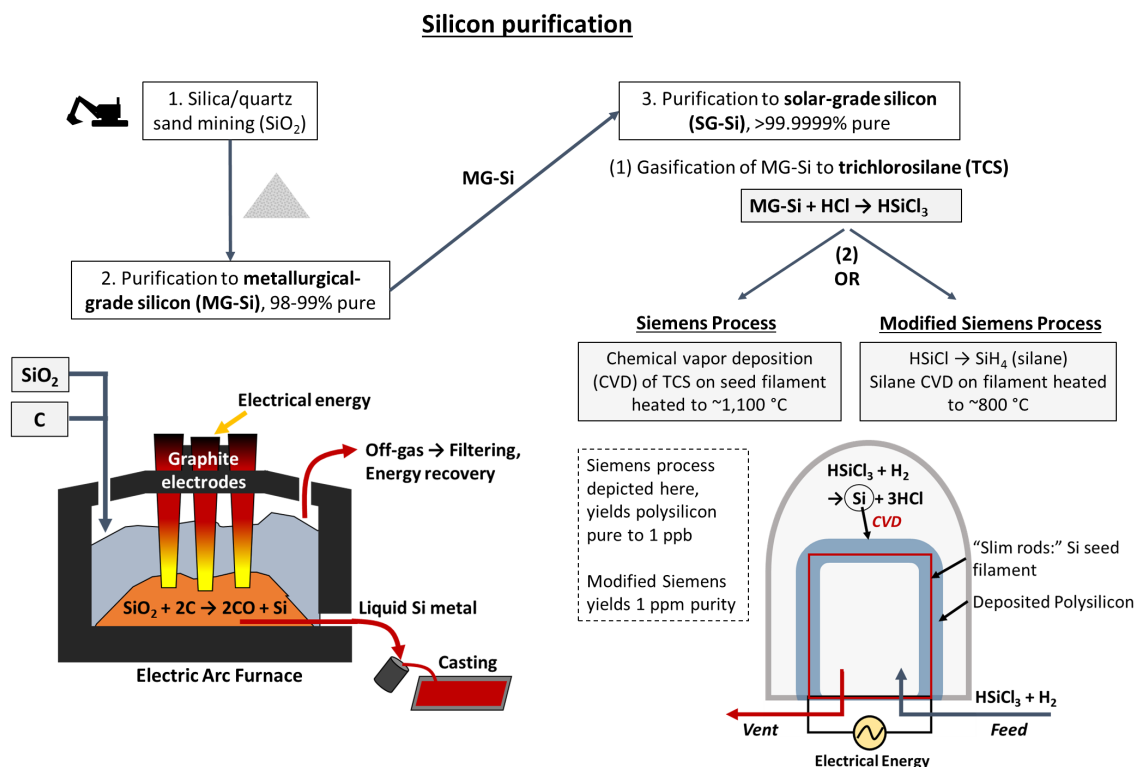 Silicon purification
1. Silica/quartz
sand mining (SiO₂)
2. Purification to metallurgical-
grade silicon (MG-Si), 98-99% pure
MG-Si
3. Purification to solar-grade silicon
(SG-Si), >99.9999% pure
(1) Gasification of MG-Si to trichlorosilane (TCS)
MG-Si + HCl → HSiCl₃
(2)
OR
Siemens Process
Chemical vapor deposition
(CVD) of TCS on seed filament
heated to ~1,100 °C
Modified Siemens Process
HSiCl → SiH₄ (silane)
Silane CVD on filament heated
to ~800 °C
SiO₂
C
Electrical energy
Graphite
electrodes
Off-gas → Filtering,
Energy recovery
SiO₂ + 2C → 2CO + Si
Liquid Si metal
Casting
Electric Arc Furnace
Siemens process
depicted here,
yields polysilicon
pure to 1 ppb
Modified Siemens
yields 1 ppm purity
HSiCl₃ + H₂
→ Si + 3HCl
CVD
“Slim rods:” Si seed
filament
Deposited Polysilicon
HSiCl₃ + H₂
Vent
Feed
Electrical Energy